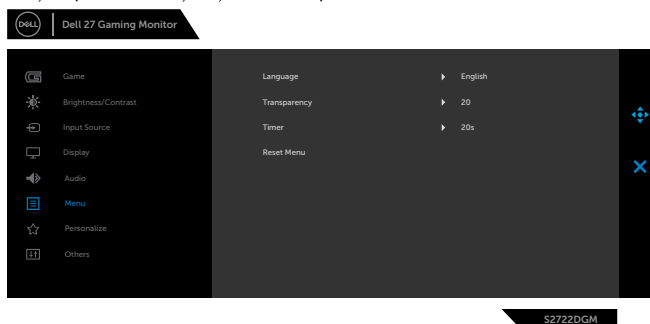 DELL
Dell 27 Gaming Monitor
Game
Language
English
Brightness/Contrast
Transparency
20
Input Source
Timer
20s
Display
Reset Menu
Audio
Menu
Personalize
Others
S2722DGM